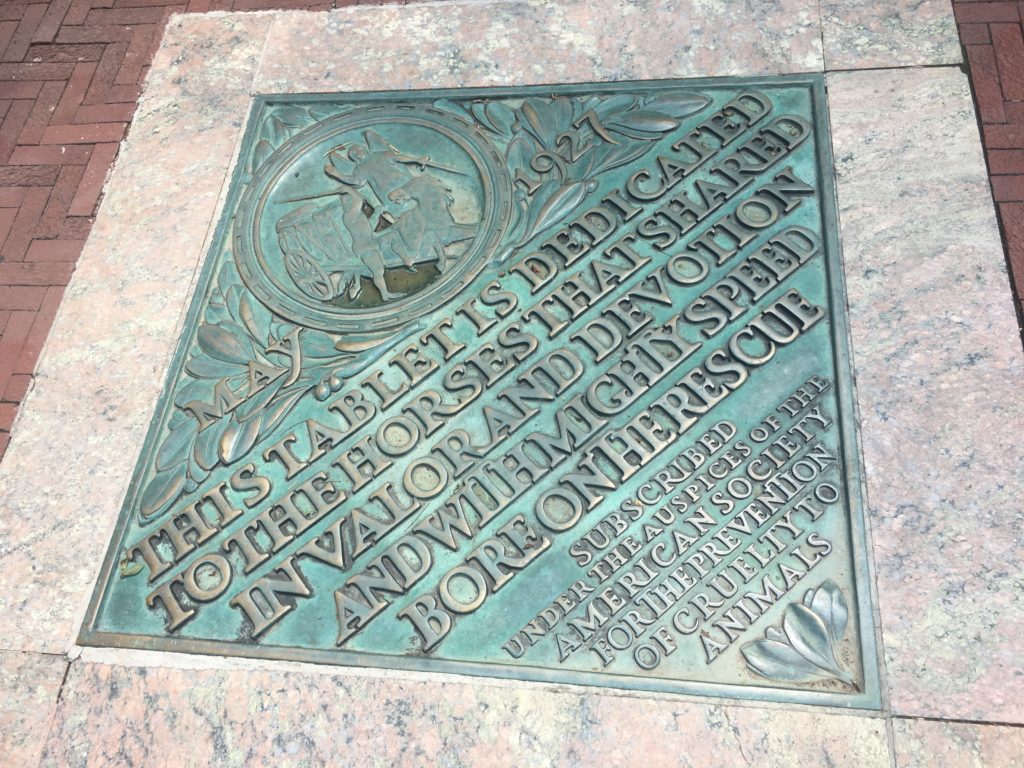 MAY 1927
THIS TABLET IS DEDICATED
TO THE HORSES THAT SHARED
IN VALOR AND DEVOTION
AND WITH MIGHTY SPEED
BORE ON THE RESCUE
SUBSCRIBED
UNDER THE AUSPICES OF THE
AMERICAN SOCIETY
FOR THE PREVENTION
OF CRUELTY TO
ANIMALS